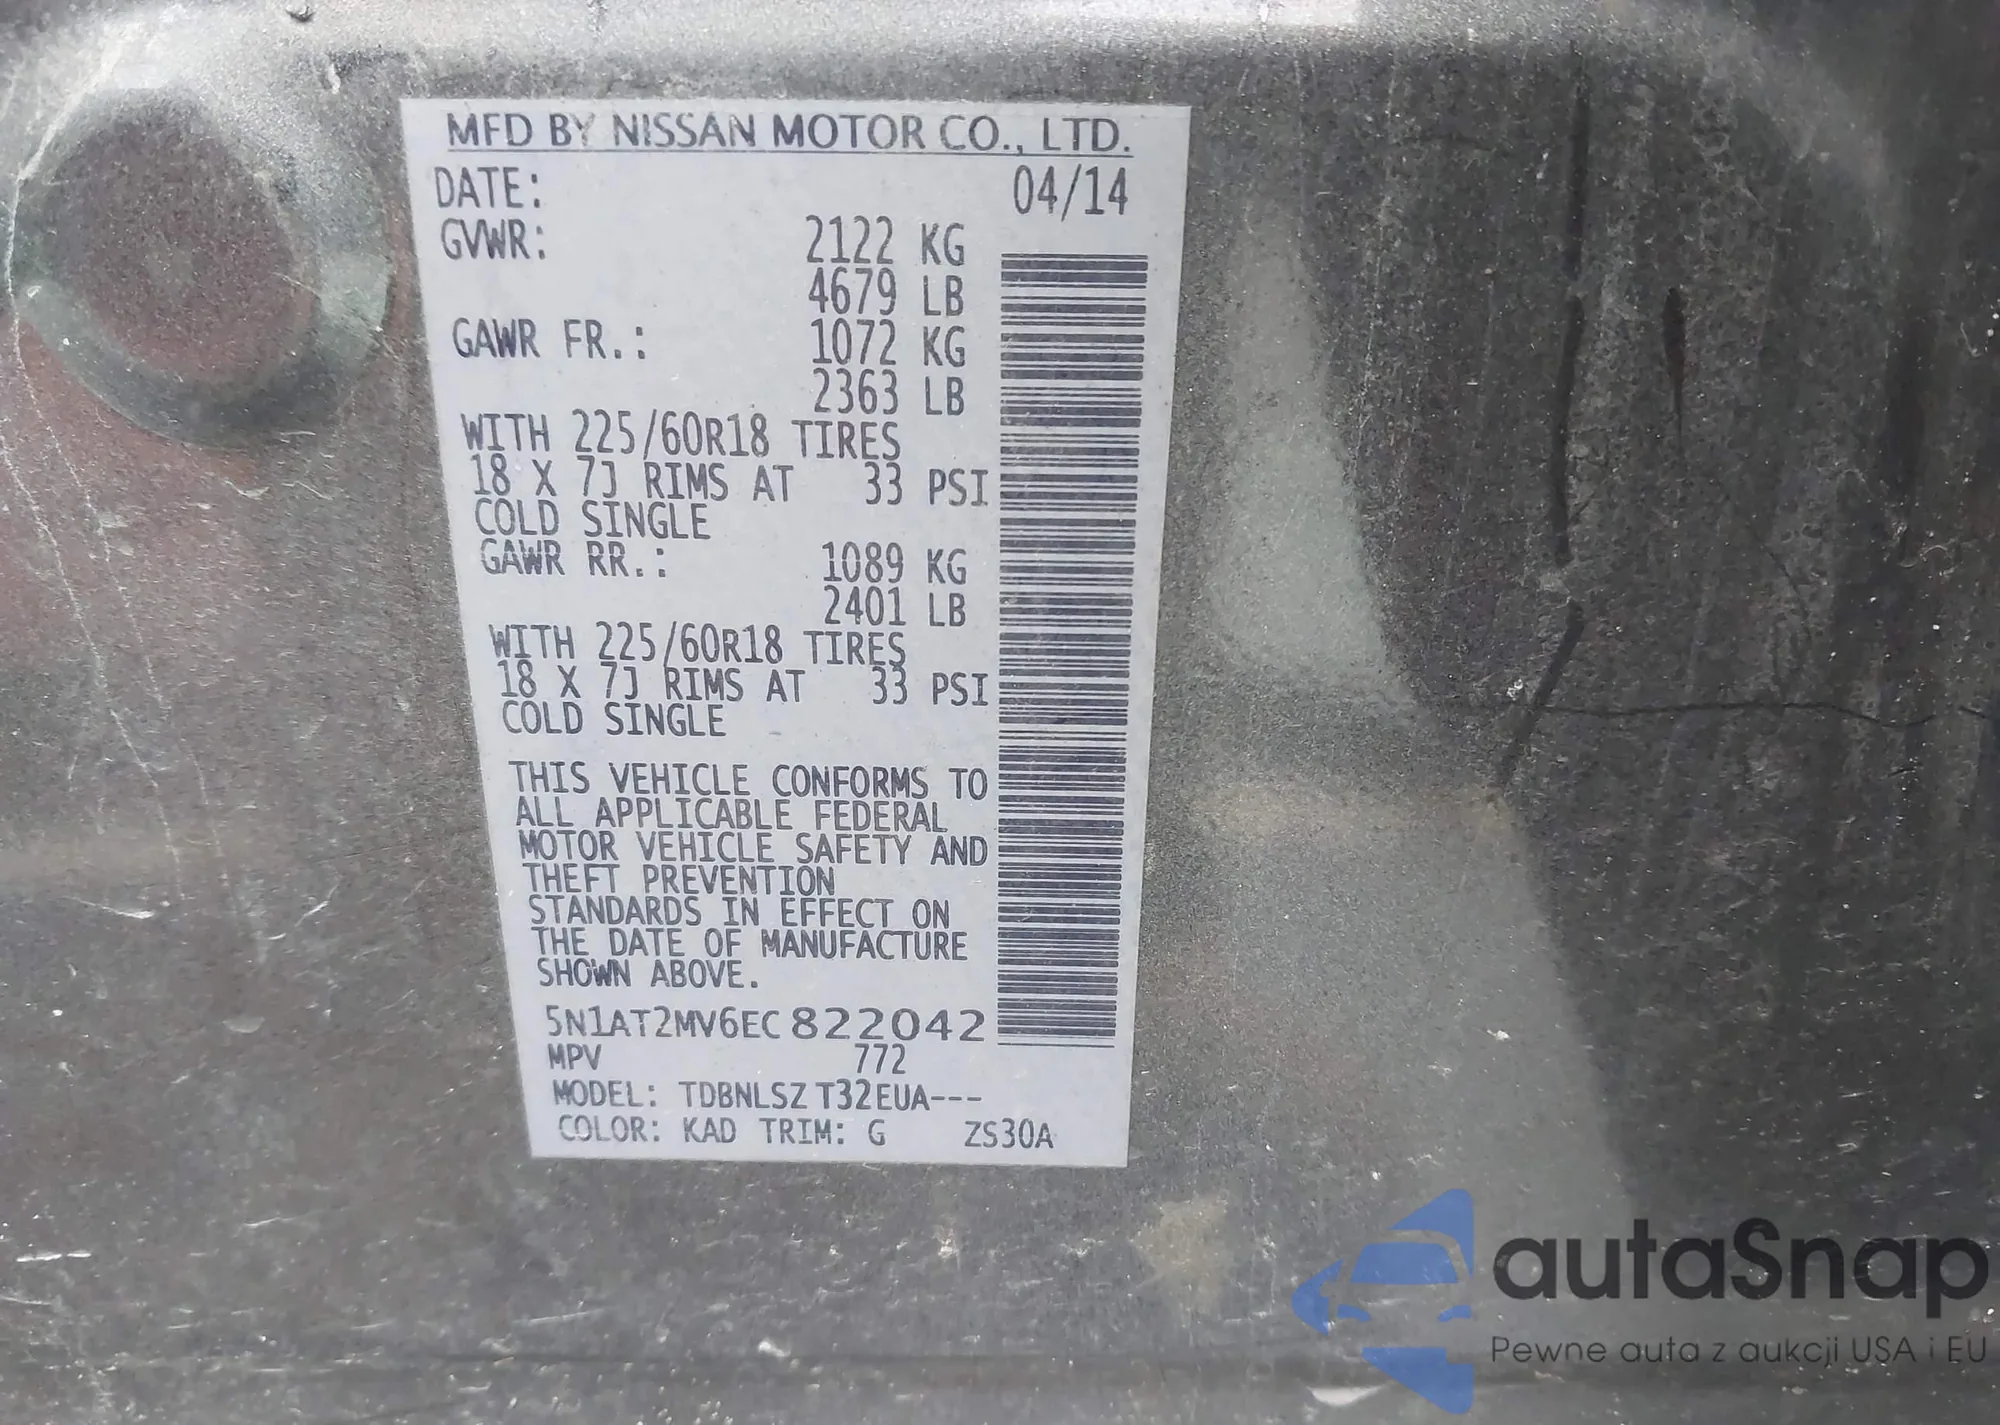 MFD BY NISSAN MOTOR CO., LTD.
DATE: 04/14
GVWR: 2122 KG
4679 LB
GAWR FR.: 1072 KG
2363 LB
WITH 225/60R18 TIRES
18 X 7J RIMS AT 33 PSI
COLD SINGLE
GAWR RR.: 1089 KG
2401 LB
WITH 225/60R18 TIRES
18 X 7J RIMS AT 33 PSI
COLD SINGLE
THIS VEHICLE CONFORMS TO
ALL APPLICABLE FEDERAL
MOTOR VEHICLE SAFETY AND
THEFT PREVENTION
STANDARDS IN EFFECT ON
THE DATE OF MANUFACTURE
SHOWN ABOVE.
5N1AT2MV6EC822042
MPV 772
MODEL: TDBNLSZ T32EUA---
COLOR: KAD TRIM: G ZS30A
autaSnap
Pewne auta z aukcji USA i EU